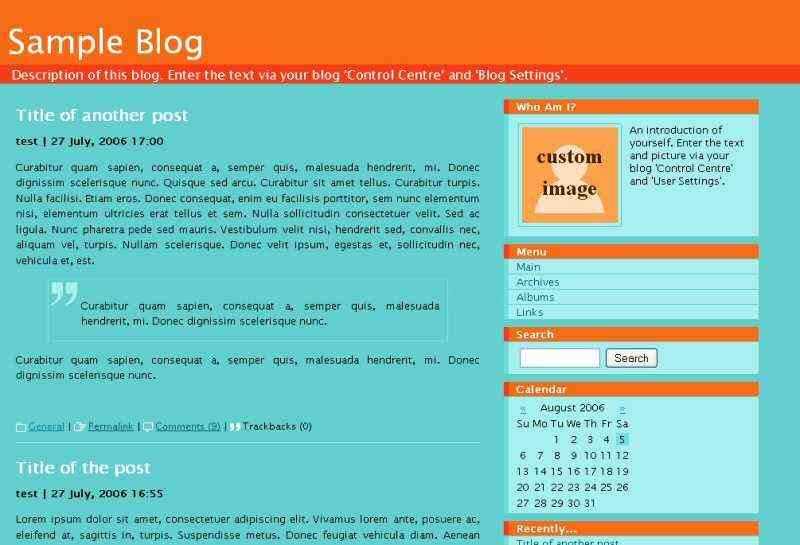 Sample Blog
Description of this blog. Enter the text via your blog 'Control Centre' and 'Blog Settings'.
Title of another post
test | 27 July, 2006 17:00
Curabitur quam sapien, consequat a, semper quis, malesuada hendrerit, mi. Donec
dignissim scelerisque nunc. Quisque sed arcu. Curabitur sit amet tellus. Curabitur turpis.
Nulla facilisi. Etiam eros. Donec consequat, enim eu facilisis porttitor, sem nunc elementum
nisi, elementum ultricies erat tellus et sem. Nulla sollicitudin consectetuer velit. Sed ac
ligula. Nunc pharetra pede sed mauris. Vestibulum velit nisi, hendrerit sed, convallis nec,
aliquam vel, turpis. Nullam scelerisque. Donec velit ipsum, egestas et, sollicitudin nec,
vehicula et, est.
Curabitur quam sapien, consequat a, semper quis, malesuada
hendrerit, mi. Donec dignissim scelerisque nunc.
Curabitur quam sapien, consequat a, semper quis, malesuada hendrerit, mi. Donec
dignissim scelerisque nunc.
General | Permalink | Comments (9) | Trackbacks (0)
Title of the post
test | 27 July, 2006 16:55
Lorem ipsum dolor sit amet, consectetuer adipiscing elit. Vivamus lorem ante, posuere ac,
eleifend at, sagittis in, turpis. Suspendisse metus. Donec feugiat vehicula diam. Aenean
Who Am I?
custom
image
An introduction of
yourself. Enter the text
and picture via your
blog 'Control Centre'
and 'User Settings'.
Menu
Main
Archives
Albums
Links
Search
Search
Calendar
« August 2006 »
Su Mo Tu We Th Fr Sa
1 2 3 4 5
6 7 8 9 10 11 12
13 14 15 16 17 18 19
20 21 22 23 24 25 26
27 28 29 30 31
Recently...
Title of another post